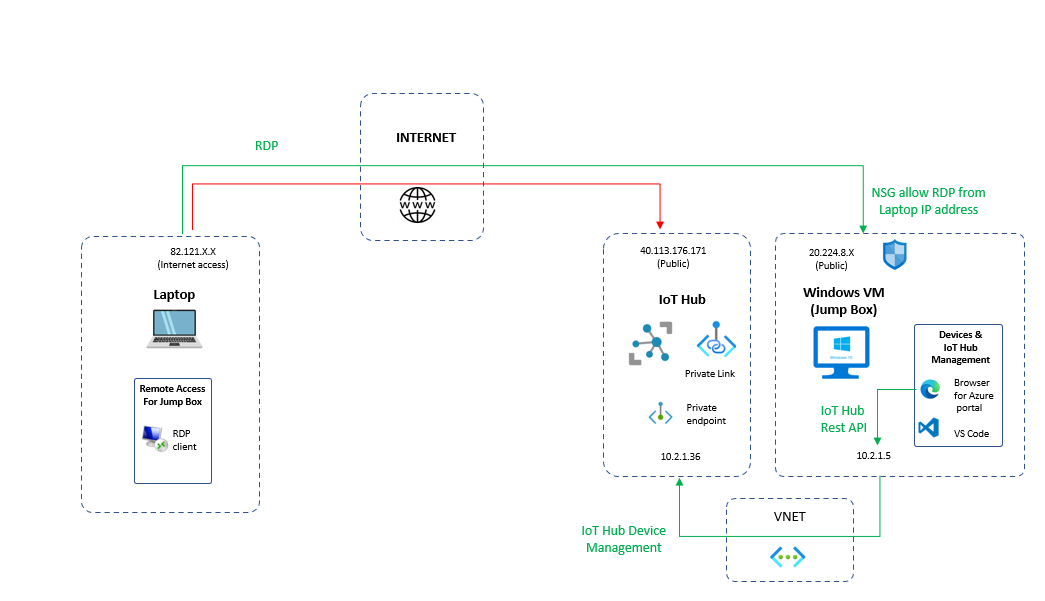 INTERNET
RDP
WWW
NSG allow RDP from
Laptop IP address
82.121.X.X
(Internet access)
Laptop
Remote Access
For Jump Box
RDP
client
40.113.176.171
(Public)
IoT Hub
Private Link
Private
endpoint
10.2.1.36
20.224.8.X
(Public)
Windows VM
(Jump Box)
Windows 10
Devices &
IoT Hub
Management
Browser
for Azure
portal
VS Code
IoT Hub
Rest API
10.2.1.5
IoT Hub Device
Management
VNET